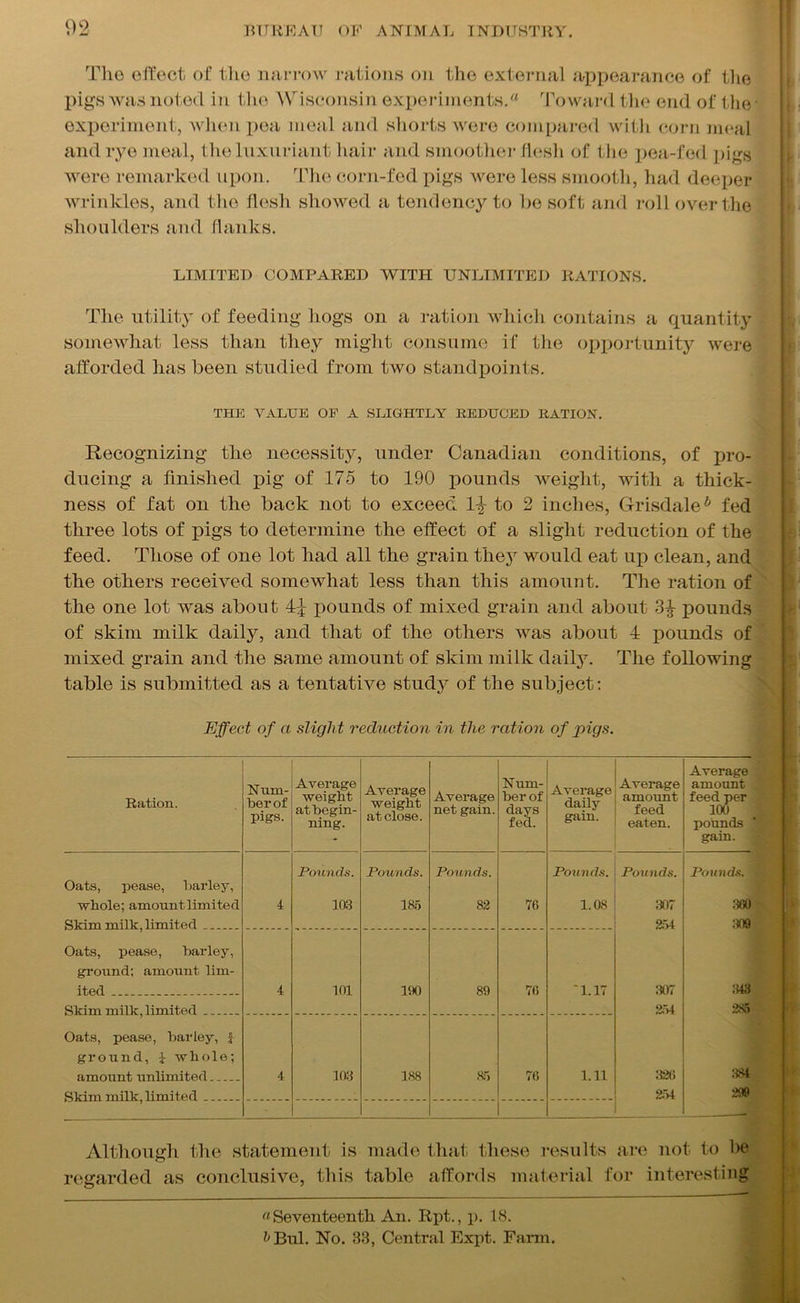 92 BUREAU OF ANIMAL INDUSTRY.
The effect of the narrow rations on the external appearance of the
pigs was noted in the Wisconsin experiments.a Toward the end of the
experiment, when pea meal and shorts were compared with corn meal
and rye meal, the luxuriant hair and smoother flesh of the pea-fed pigs
were remarked upon. The corn-fed pigs were less smooth, had deeper
wrinkles, and the flesh showed a tendency to be soft and roll over the
shoulders and flanks.
LIMITED COMPARED WITH UNLIMITED RATIONS.
The utility of feeding hogs on a ration which contains a quantity
somewhat less than they might consume if the opportunity were
afforded has been studied from two standpoints.
THE VALUE OF A SLIGHTLY REDUCED RATION.
Recognizing the necessity, under Canadian conditions, of pro-
ducing a finished pig of 175 to 190 pounds weight, with a thick-
ness of fat on the back not to exceed 1½ to 2 inches, Grisdale b fed
three lots of pigs to determine the effect of a slight reduction of the
feed. Those of one lot had all the grain they would eat up clean, and
the others received somewhat less than this amount. The ration of
the one lot was about 4¼ pounds of mixed grain and about 3½ pounds
of skim milk daily, and that of the others was about 4 pounds of
mixed grain and the same amount of skim milk daily. The following
table is submitted as a tentative study of the subject:
Effect of a slight reduction in the ration of pigs.
Ration. Num-ber of pigs. Average weight at begin-ning. Average weight at close. Average net gain. Num-ber of days fed. Average daily gain. Average amount feed eaten. Average amount feed per 100 pounds gain.
Pounds. Pounds. Pounds. Pounds. Pounds. Pounds.
Oats, pease, barley,
whole; amount limited 4 103 185 82 76 1.08 307 360
Skim milk, limited 254 309
Oats, pease, barley,
ground; amount lim-
ited 4 101 190 89 76 1.17 307 343
Skim milk, limited 254 285
Oats, pease, barley, ¾
ground, ¼ whole;
amount unlimited 4 103 188 85 76 1.11 326 384
Skim milk, limited 254 299
Although the statement is made that these results are not to be
regarded as conclusive, this table affords material for interesting
a Seventeenth An. Rpt., p. 18.
b Bul. No. 33, Central Expt. Farm.